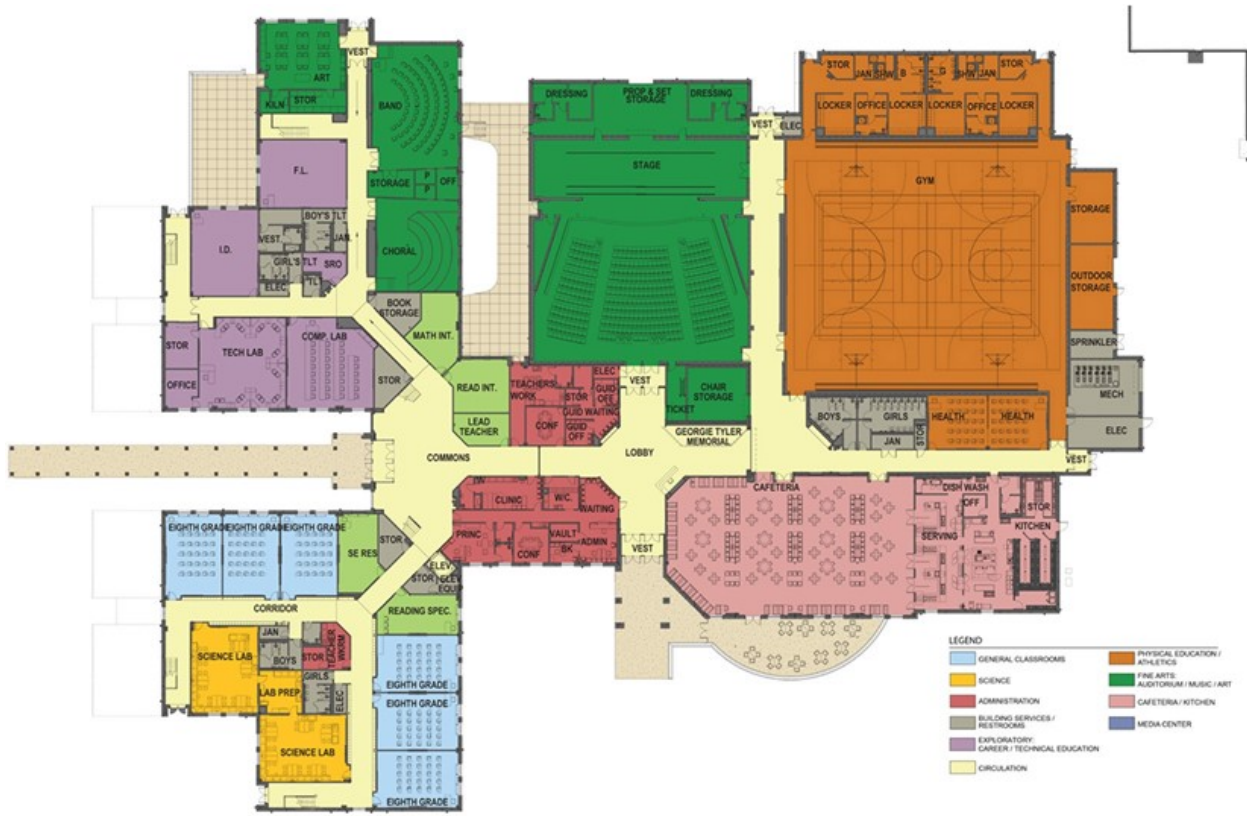 VEST
ART
KILN
STOR
BAND
F.L.
STORAGE
P
P
OFF
BOY'S TLT
VEST.
JAN.
I.D.
GIRL'S TLT
SRO
ELEC
TLT
CHORAL
BOOK
STORAGE
MATH INT.
STOR
TECH LAB
COMP. LAB
OFFICE
STOR
READ INT.
LEAD
TEACHER
COMMONS
DRESSING
PROP & SET
STORAGE
DRESSING
STAGE
VEST
ELEC
TEACHERS
WORK
ELEC
GUID
OFF
STOR
GUID WAITING
CONF
GUID
OFF
VEST
TICKET
CHAIR
STORAGE
GEORGIE TYLER
MEMORIAL
LOBBY
STOR
JAN
SHW
B
G
SHW
JAN
STOR
LOCKER
OFFICE
LOCKER
LOCKER
OFFICE
LOCKER
GYM
STORAGE
OUTDOOR
STORAGE
SPRINKLER
MECH
ELEC
BOYS
GIRLS
JAN
STOR
HEALTH
HEALTH
VEST
EIGHTH GRADE
EIGHTH GRADE
EIGHTH GRADE
SE RES
STOR
CLINIC
W/C.
WAITING
PRINC
CONF
VAULT
BK
ADMIN
VEST
CAFETERIA
DISH WASH
OFF
STOR
SERVING
KITCHEN
ELEV
STOR
ELEV
EQUIP
CORRIDOR
READING SPEC.
JAN
SCIENCE LAB
BOYS
STOR
TEACHER
WKRM
LAB PREP
GIRLS
ELEC
SCIENCE LAB
EIGHTH GRADE
EIGHTH GRADE
EIGHTH GRADE
LEGEND
GENERAL CLASSROOMS
SCIENCE
ADMINISTRATION
BUILDING SERVICES /
RESTROOMS
EXPLORATORY:
CAREER / TECHNICAL EDUCATION
CIRCULATION
PHYSICAL EDUCATION /
ATHLETICS
FINE ARTS:
AUDITORIUM / MUSIC / ART
CAFETERIA / KITCHEN
MEDIA CENTER